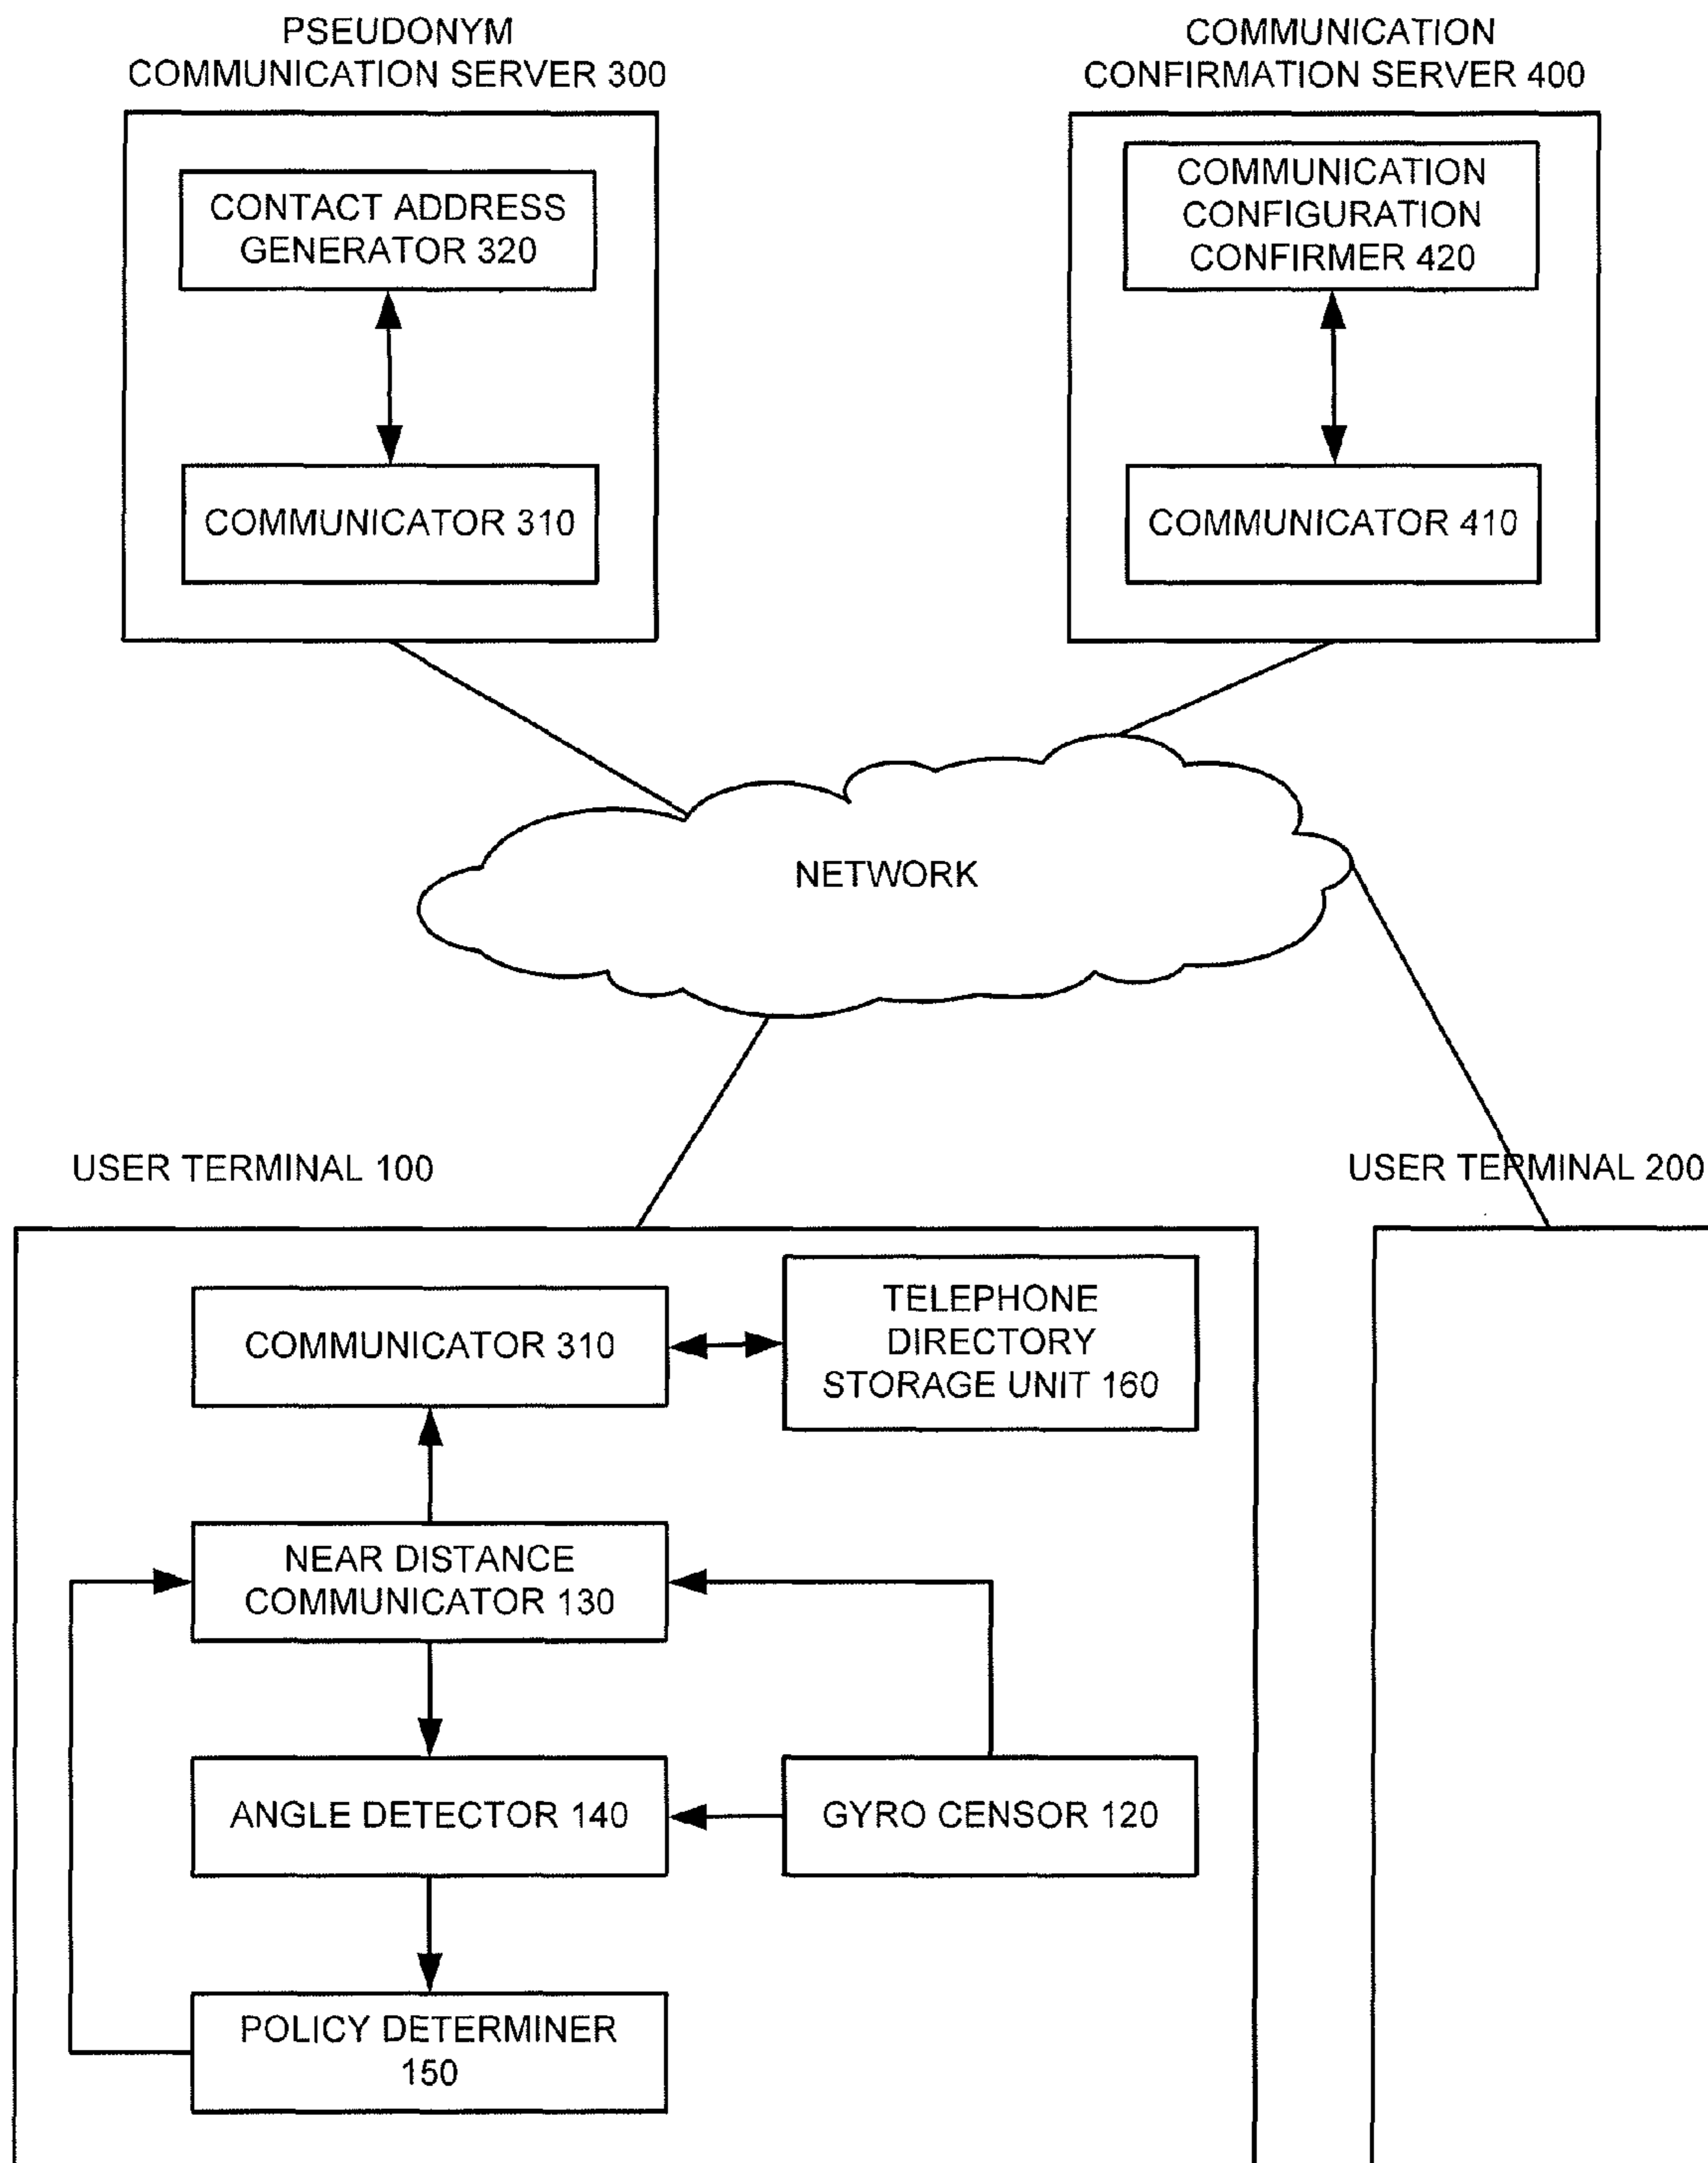 PSEUDONYM
COMMUNICATION SERVER 300
COMMUNICATION
CONFIRMATION SERVER 400
CONTACT ADDRESS
GENERATOR 320
COMMUNICATION
CONFIGURATION
CONFIRMER 420
COMMUNICATOR 310
COMMUNICATOR 410
NETWORK
USER TERMINAL 100
USER TERMINAL 200
COMMUNICATOR 310
TELEPHONE
DIRECTORY
STORAGE UNIT 160
NEAR DISTANCE
COMMUNICATOR 130
ANGLE DETECTOR 140
GYRO CENSOR 120
POLICY DETERMINER
150